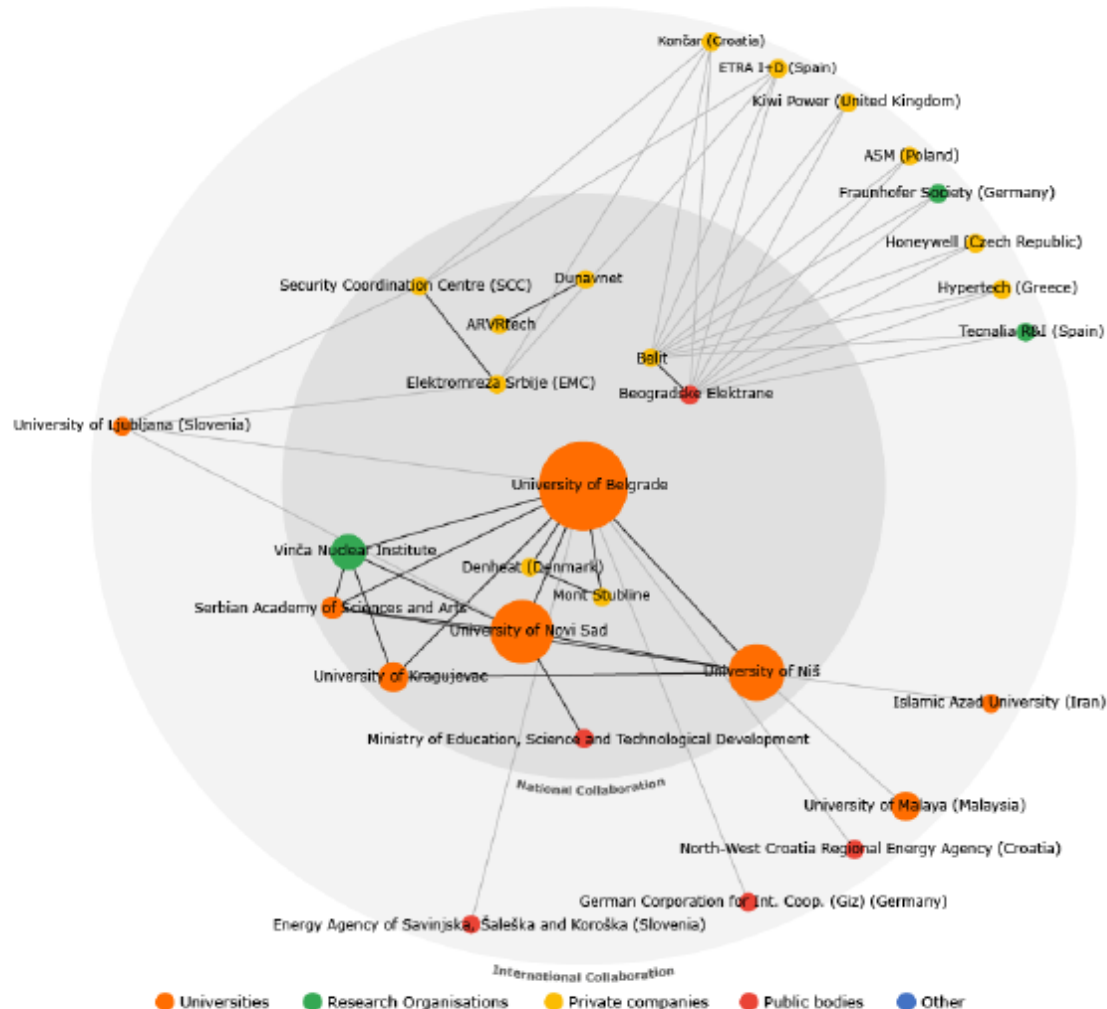 Končar (Croatia)
ETRA I+D (Spain)
Kiwi Power (United Kingdom)
ASM (Poland)
Fraunhofer Society (Germany)
Honeywell (Czech Republic)
Security Coordination Centre (SCC)
Dunavnet
Hypertech (Greece)
ARVRtech
Tecnalia R&I (Spain)
Belit
Elektromreza Srbije (EMC)
Beogradske Elektrane
University of Ljubljana (Slovenia)
University of Belgrade
Vinča Nuclear Institute
Denheat (Denmark)
Mont Stubline
Serbian Academy of Sciences and Arts
University of Novi Sad
University of Kragujevac
University of Niš
Islamic Azad University (Iran)
Ministry of Education, Science and Technological Development
National Collaboration
University of Malaya (Malaysia)
North-West Croatia Regional Energy Agency (Croatia)
German Corporation for Int. Coop. (Giz) (Germany)
Energy Agency of Savinjska, Šaleška and Koroška (Slovenia)
International Collaboration
Universities
Research Organisations
Private companies
Public bodies
Other